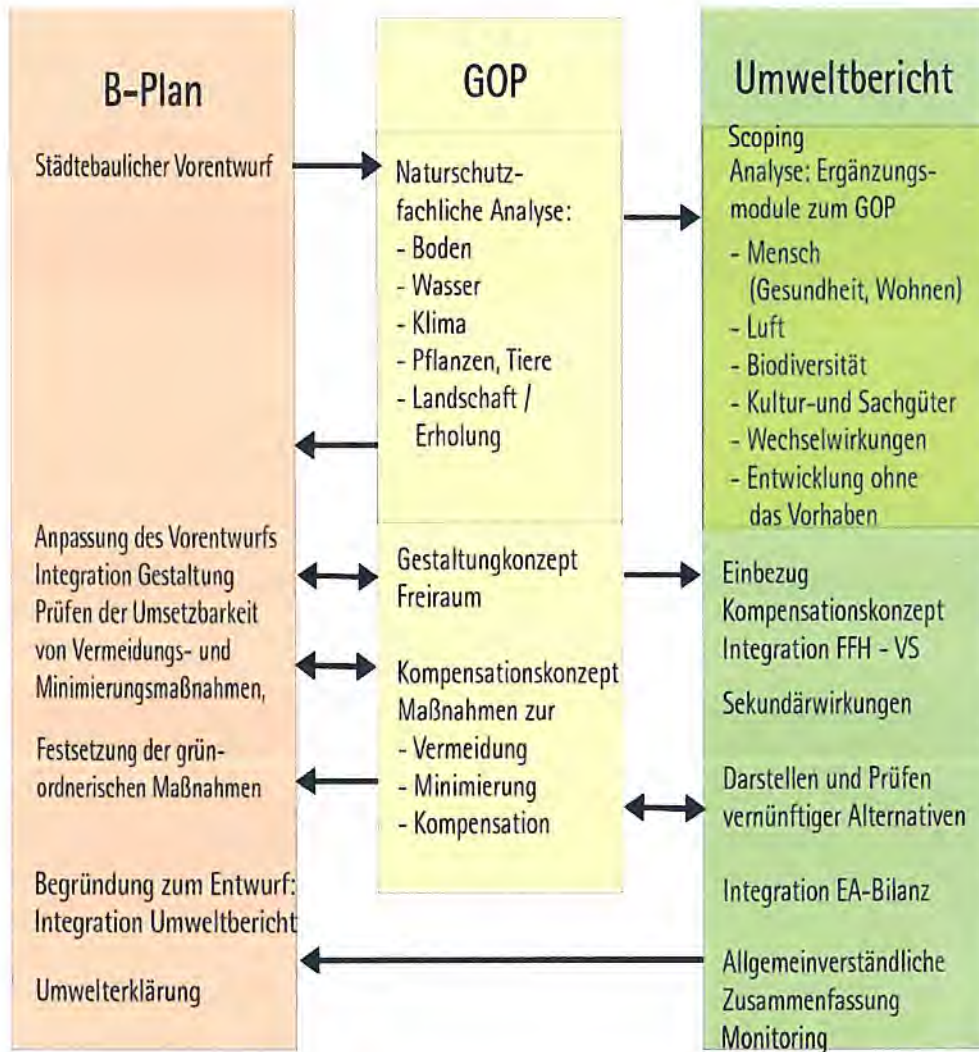 B-Plan
Städtebaulicher Vorentwurf
Anpassung des Vorentwurfs
Integration Gestaltung
Prüfen der Umsetzbarkeit
von Vermeidungs- und
Minimierungsmaßnahmen,
Festsetzung der grün-
ordnerischen Maßnahmen
Begründung zum Entwurf:
Integration Umweltbericht
Umwelterklärung
GOP
Naturschutz-
fachliche Analyse:
- Boden
- Wasser
- Klima
- Pflanzen, Tiere
- Landschaft /
Erholung
Gestaltungkonzept
Freiraum
Kompensationskonzept
Maßnahmen zur
- Vermeidung
- Minimierung
- Kompensation
Umweltbericht
Scoping
Analyse: Ergänzungs-
module zum GOP
- Mensch
(Gesundheit, Wohnen)
- Luft
- Biodiversität
- Kultur-und Sachgüter
- Wechselwirkungen
- Entwicklung ohne
das Vorhaben
Einbezug
Kompensationskonzept
Integration FFH - VS
Sekundärwirkungen
Darstellen und Prüfen
vernünftiger Alternativen
Integration EA-Bilanz
Allgemeinverständliche
Zusammenfassung
Monitoring